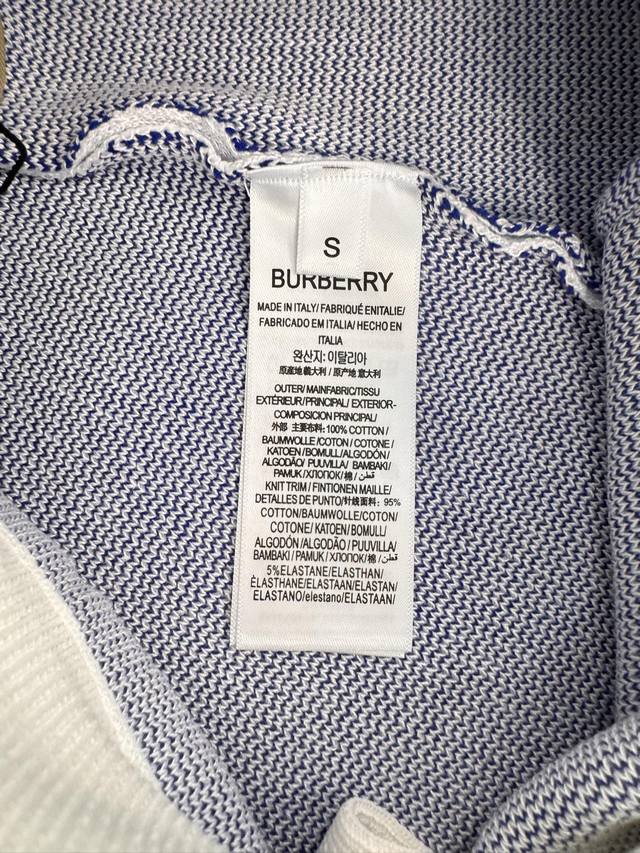 S
BURBERRY
MADE IN ITALY/ FABRIQUÉ ENITALIE/
FABRICADO EM ITALIA/ HECHO EN
ITALIA
완산지: 이탈리아
原産地義大利 / 原产地 意大利
OUTER/ MAINFABRIC/TISSU
EXTÉRIEUR/PRINCIPAL/ EXTERIOR-
COMPOSICION PRINCIPAL/
外部 主要布料: 100% COTTON /
BAUMWOLLE /COTON / COTONE /
KATOEN / BOMULL/ALGODÓN/
ALGODÃO/ PUUVILLA/ BAMBAKI/
PAMUK /ХЛОПОК/棉/ قطن/
KNIT TRIM / FINTIONEN MAILLE/
DETALLES DE PUNTO/针线面料: 95%
COTTON/BAUMWOLLE/COTON/
COTONE/ KATOEN/ BOMULL/
ALGODÓN /ALGODÃO / PUUVILLA/
BAMBAKI / PAMUK / ХЛОПОК/棉 / قطن/
5%ELASTANE/ELASTHAN/
ÈLASTHANE/ELASTAAN/ELASTAN/
ELASTANO/elestano/ELASTAAN/